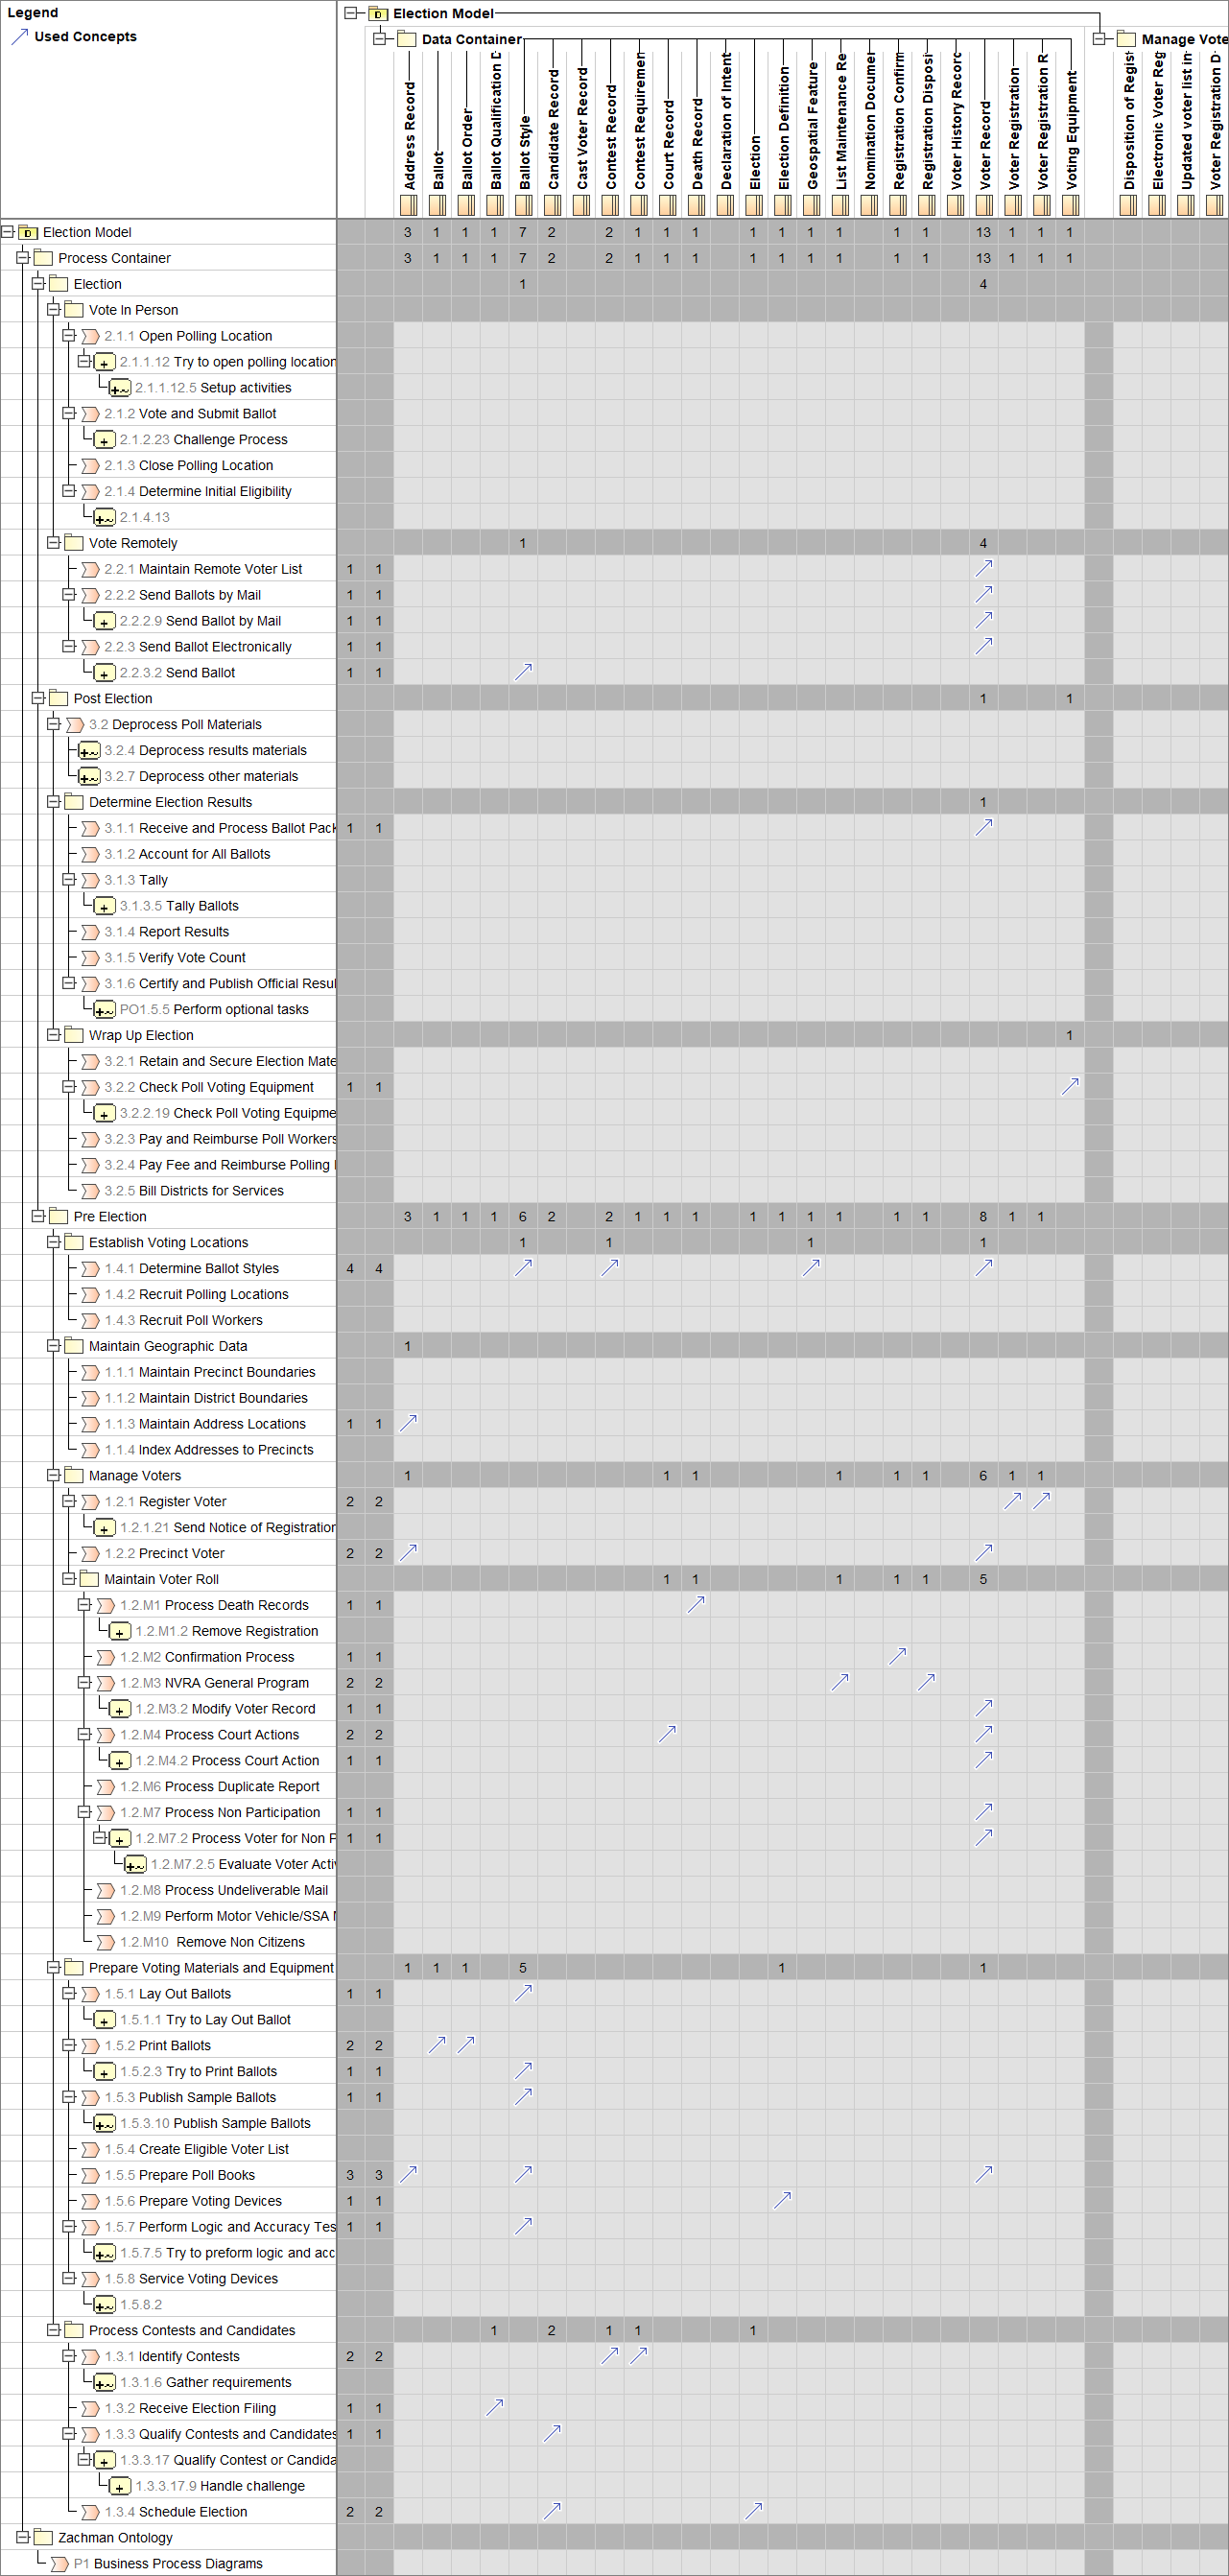 Legend
Used Concepts
Election Model
Data Container
Manage Vote
Address Record
Ballot
Ballot Order
Ballot Qualification D
Ballot Style
Candidate Record
Cast Voter Record
Contest Record
Contest Requiremen
Court Record
Death Record
Declaration of Intent
Election
Election Definition
Geospatial Feature
List Maintenance Re
Nomination Documen
Registration Confirm
Registration Disposi
Voter History Record
Voter Record
Voter Registration
Voter Registration R
Voting Equipment
Disposition of Regist
Electronic Voter Reg
Updated voter list in
Voter Registration D
Election Model 3 1 1 1 7 2 2 1 1 1 1 1 1 1 1 1 13 1 1 1
Process Container 3 1 1 1 7 2 2 1 1 1 1 1 1 1 1 1 13 1 1 1
Election 1 4
Vote In Person
2.1.1 Open Polling Location
2.1.1.12 Try to open polling location
2.1.1.12.5 Setup activities
2.1.2 Vote and Submit Ballot
2.1.2.23 Challenge Process
2.1.3 Close Polling Location
2.1.4 Determine Initial Eligibility
2.1.4.13
Vote Remotely 1 4
2.2.1 Maintain Remote Voter List 1 1
2.2.2 Send Ballots by Mail 1 1
2.2.2.9 Send Ballot by Mail 1 1
2.2.3 Send Ballot Electronically 1 1
2.2.3.2 Send Ballot 1 1
Post Election 1 1
3.2 Deprocess Poll Materials
3.2.4 Deprocess results materials
3.2.7 Deprocess other materials
Determine Election Results 1
3.1.1 Receive and Process Ballot Pack 1 1
3.1.2 Account for All Ballots
3.1.3 Tally
3.1.3.5 Tally Ballots
3.1.4 Report Results
3.1.5 Verify Vote Count
3.1.6 Certify and Publish Official Resul
PO1.5.5 Perform optional tasks
Wrap Up Election 1
3.2.1 Retain and Secure Election Mate
3.2.2 Check Poll Voting Equipment 1 1
3.2.2.19 Check Poll Voting Equipme
3.2.3 Pay and Reimburse Poll Workers
3.2.4 Pay Fee and Reimburse Polling
3.2.5 Bill Districts for Services
Pre Election 3 1 1 1 6 2 2 1 1 1 1 1 1 1 1 1 8 1 1
Establish Voting Locations 1 1 1 1
1.4.1 Determine Ballot Styles 4 4
1.4.2 Recruit Polling Locations
1.4.3 Recruit Poll Workers
Maintain Geographic Data 1
1.1.1 Maintain Precinct Boundaries
1.1.2 Maintain District Boundaries
1.1.3 Maintain Address Locations 1 1
1.1.4 Index Addresses to Precincts
Manage Voters 1 1 1 1 1 1 6 1 1
1.2.1 Register Voter 2 2
1.2.1.21 Send Notice of Registration
1.2.2 Precinct Voter 2 2
Maintain Voter Roll 1 1 1 1 1 5
1.2.M1 Process Death Records 1 1
1.2.M1.2 Remove Registration
1.2.M2 Confirmation Process 1 1
1.2.M3 NVRA General Program 2 2
1.2.M3.2 Modify Voter Record 1 1
1.2.M4 Process Court Actions 2 2
1.2.M4.2 Process Court Action 1 1
1.2.M6 Process Duplicate Report
1.2.M7 Process Non Participation 1 1
1.2.M7.2 Process Voter for Non P 1 1
1.2.M7.2.5 Evaluate Voter Activ
1.2.M8 Process Undeliverable Mail
1.2.M9 Perform Motor Vehicle/SSA
1.2.M10 Remove Non Citizens
Prepare Voting Materials and Equipment 1 1 1 5 1 1
1.5.1 Lay Out Ballots 1 1
1.5.1.1 Try to Lay Out Ballot
1.5.2 Print Ballots 2 2
1.5.2.3 Try to Print Ballots 1 1
1.5.3 Publish Sample Ballots 1 1
1.5.3.10 Publish Sample Ballots
1.5.4 Create Eligible Voter List
1.5.5 Prepare Poll Books 3 3
1.5.6 Prepare Voting Devices 1 1
1.5.7 Perform Logic and Accuracy Tes 1 1
1.5.7.5 Try to preform logic and acc
1.5.8 Service Voting Devices
1.5.8.2
Process Contests and Candidates 1 2 1 1 1
1.3.1 Identify Contests 2 2
1.3.1.6 Gather requirements
1.3.2 Receive Election Filing 1 1
1.3.3 Qualify Contests and Candidates 1 1
1.3.3.17 Qualify Contest or Candida
1.3.3.17.9 Handle challenge
1.3.4 Schedule Election 2 2
Zachman Ontology
P1 Business Process Diagrams